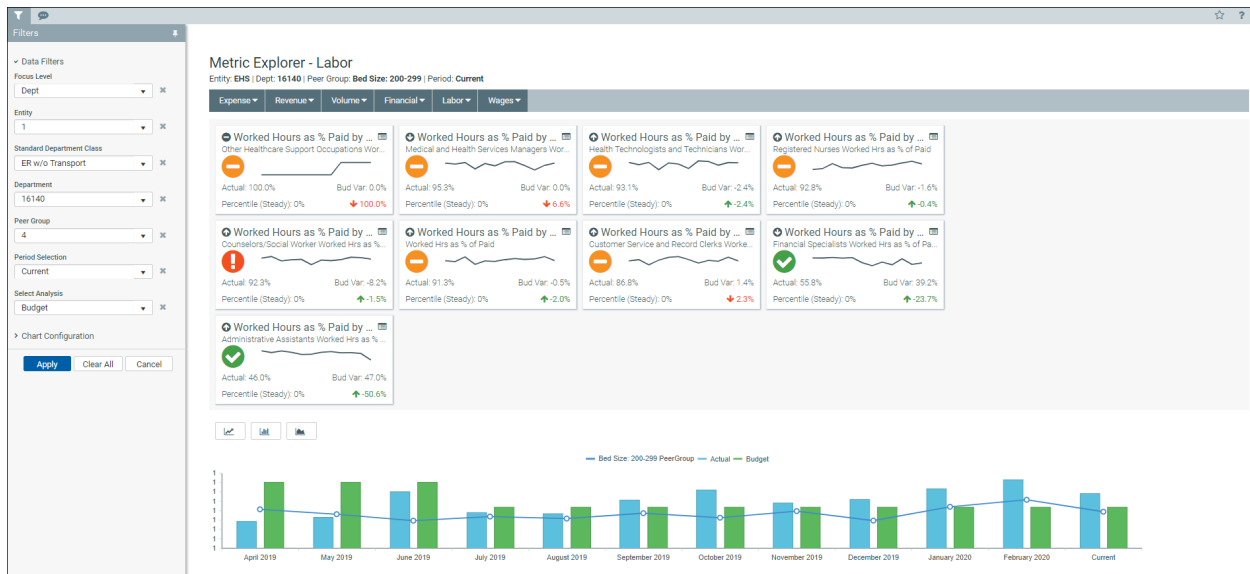 ?
Filters
Data Filters
Focus Level
Dept
Entity
1
Standard Department Class
ER w/o Transport
Department
16140
Peer Group
4
Period Selection
Current
Select Analysis
Budget
Chart Configuration
Apply Clear All Cancel
Metric Explorer - Labor
Entity: EHS | Dept: 16140 | Peer Group: Bed Size: 200-299 | Period: Current
Expense Revenue Volume Financial Labor Wages
Worked Hours as % Paid by ...
Other Healthcare Support Occupations Wor...
Actual: 100.0% Bud Var: 0.0%
Percentile (Steady): 0% 100.0%
Worked Hours as % Paid by ...
Medical and Health Services Managers Wor...
Actual: 95.3% Bud Var: 0.0%
Percentile (Steady): 0% 6.6%
Worked Hours as % Paid by ...
Health Technologists and Technicians Wor...
Actual: 93.1% Bud Var: -2.4%
Percentile (Steady): 0% -2.4%
Worked Hours as % Paid by ...
Registered Nurses Worked Hrs as % of Paid
Actual: 92.8% Bud Var: -1.6%
Percentile (Steady): 0% -0.4%
Worked Hours as % Paid by ...
Counselors/Social Worker Worked Hrs as %...
Actual: 92.3% Bud Var: -8.2%
Percentile (Steady): 0% -1.5%
Worked Hours as % Paid by ...
Worked Hrs as % of Paid
Actual: 91.3% Bud Var: -0.5%
Percentile (Steady): 0% -2.0%
Worked Hours as % Paid by ...
Customer Service and Record Clerks Worke...
Actual: 86.8% Bud Var: 1.4%
Percentile (Steady): 0% 2.3%
Worked Hours as % Paid by ...
Financial Specialists Worked Hrs as % of Pa...
Actual: 55.8% Bud Var: 39.2%
Percentile (Steady): 0% -23.7%
Worked Hours as % Paid by ...
Administrative Assistants Worked Hrs as % ...
Actual: 46.0% Bud Var: 47.0%
Percentile (Steady): 0% -50.6%
Bed Size: 200-299 PeerGroup Actual Budget
1
1
1
1
1
1
1
1
1
April 2019 May 2019 June 2019 July 2019 August 2019 September 2019 October 2019 November 2019 December 2019 January 2020 February 2020 Current